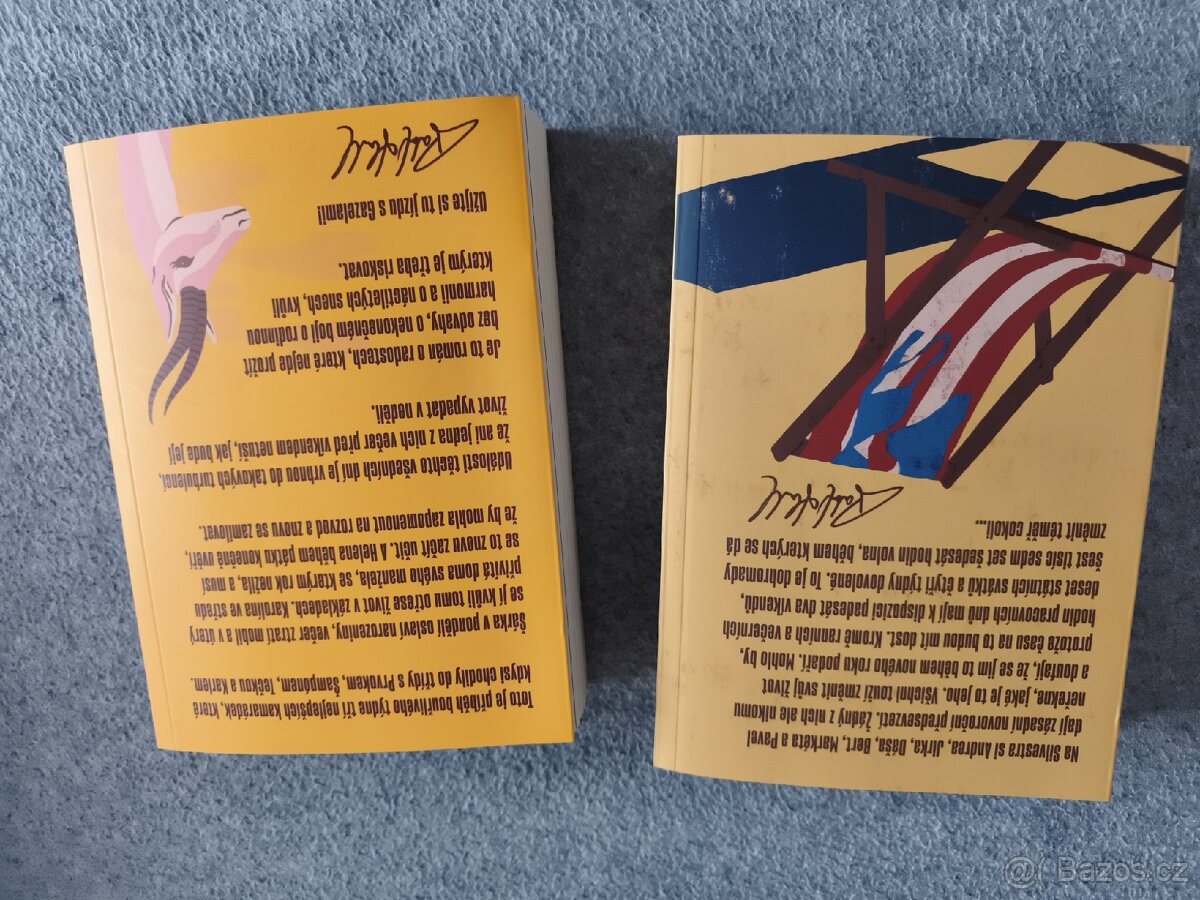 Toto je příběh bouřlivého týdne tří nejlepších kamarádek, které
kdysi chodily do třídy s Prvokem, Šampónem, Tečkou a Karlem.
Šárka v pondělí oslaví narozeniny, večer ztratí mobil a v úterý
se jí kvůli tomu otřese život v základech. Karolína ve středu
přivítá doma svého manžela, se kterým rok nežila, a musí
se to znovu začít učit. A Helena během pátku konečně uvěří,
že by mohla zapomenout na rozvod a znovu se zamilovat.
Události těchto všedních dní je vrhnou do takových turbulencí,
že ani jedna z nich večer před víkendem netuší, jak bude její
život vypadat v neděli.
Je to román o radostech, které nejde prožít
bez odvahy, o nekonečném boji o rodinnou
harmonii a o náctiletých snech, kvůli
kterým je třeba riskovat.
Užijte si tu jízdu s Gazelami!
Na Silvestra si Andrea, Jirka, Dáša, Bert, Markéta a Pavel
dají zásadní novoroční předsevzetí. Žádný z nich ale nikomu
neřekne, jaké je to jeho. Všichni touží změnit svůj život
a doufají, že se jim to během nového roku podaří. Mohlo by,
protože času na to budou mít dost. Kromě ranních a večerních
hodin pracovních dnů mají k dispozici padesát dva víkendů,
deset státních svátků a čtyři týdny dovolené. To je dohromady
šest tisíc sedm set šedesát hodin volna, během kterých se dá
změnit téměř cokoli...
@( Bazos.cz